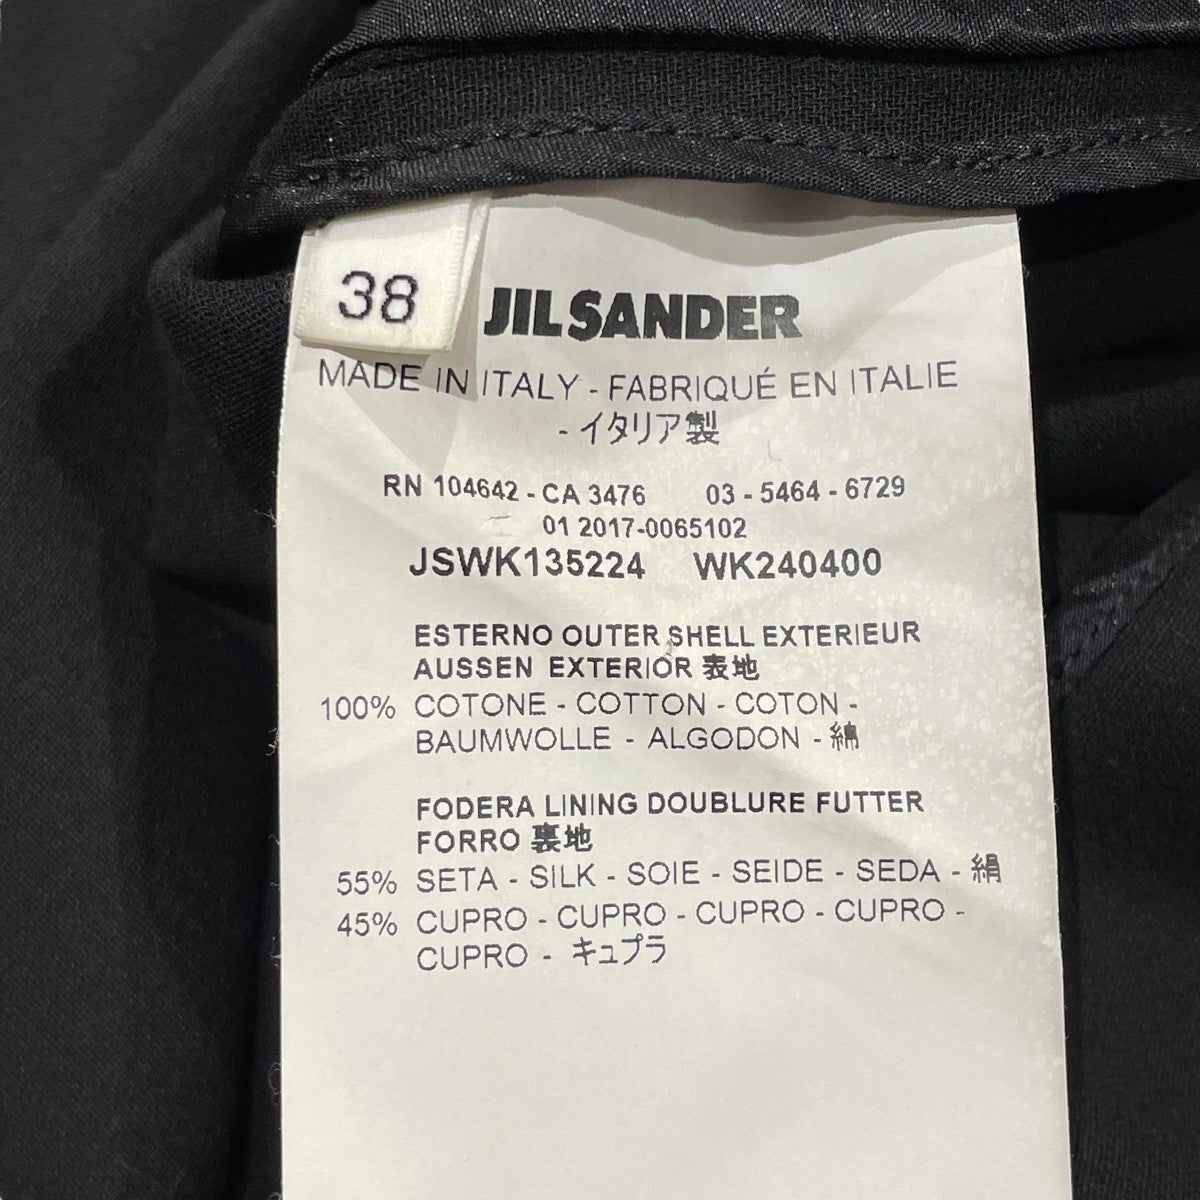 38
JIL SANDER
MADE IN ITALY - FABRIQUÉ EN ITALIE
- イタリア製
RN 104642 - CA 3476 03 - 5464 - 6729
01 2017-0065102
JSWK135224 WK240400
ESTERNO OUTER SHELL EXTERIEUR
AUSSEN EXTERIOR 表地
100% COTONE - COTTON - COTON -
BAUMWOLLE - ALGODON - 綿
FODERA LINING DOUBLURE FUTTER
FORRO 裏地
55% SETA - SILK - SOIE - SEIDE - SEDA - 絹
45% CUPRO - CUPRO - CUPRO - CUPRO -
CUPRO - キュプラ